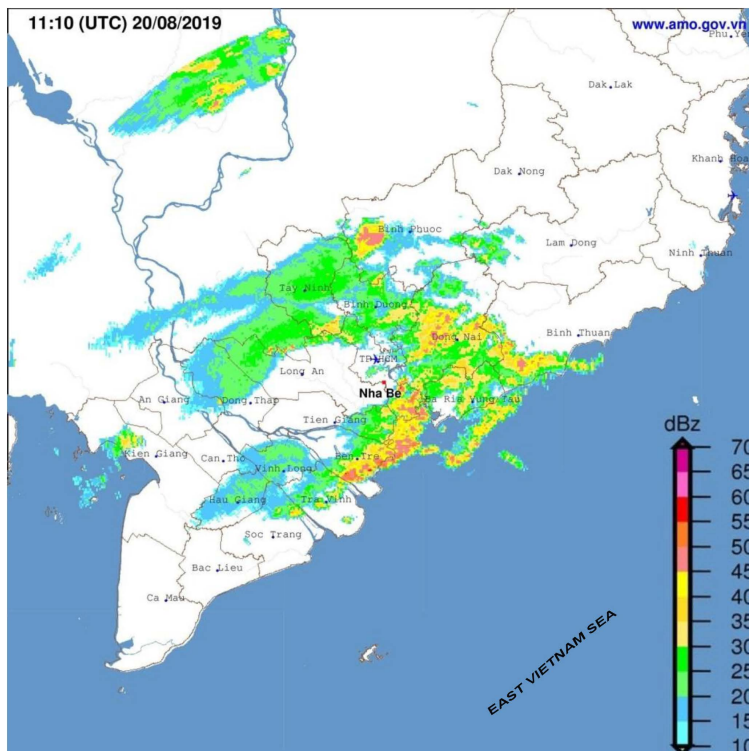 11:10 (UTC) 20/08/2019
www.amo.gov.vn
Phu Yen
Dak Lak
Khanh Hoa
Dak Nong
Binh Phuoc
Lam Dong
Ninh Thuan
Tay Ninh
Binh Duong
Dong Nai
Binh Thuan
TP.HCM
Long An
Nha Be
An Giang
Dong Thap
Ba Ria Vung Tau
Tien Giang
Kien Giang
Can Tho
Ben Tre
Vinh Long
Hau Giang
Tra Vinh
Soc Trang
Bac Lieu
Ca Mau
EAST VIETNAM SEA
dBz
70
65
60
55
50
45
40
35
30
25
20
15
10